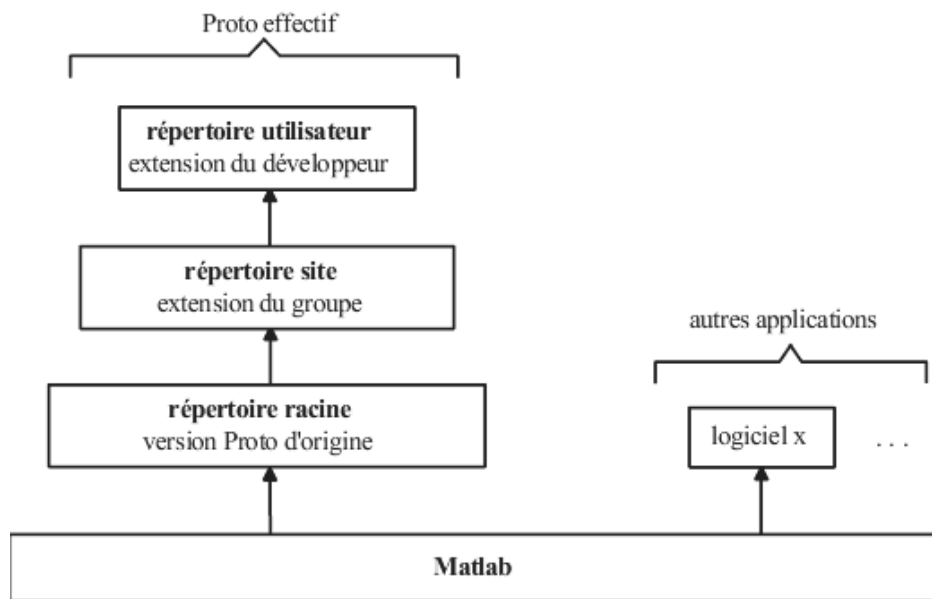 Proto effectif
répertoire utilisateur
extension du développeur
répertoire site
extension du groupe
autres applications
répertoire racine
version Proto d'origine
logiciel x
. . .
Matlab